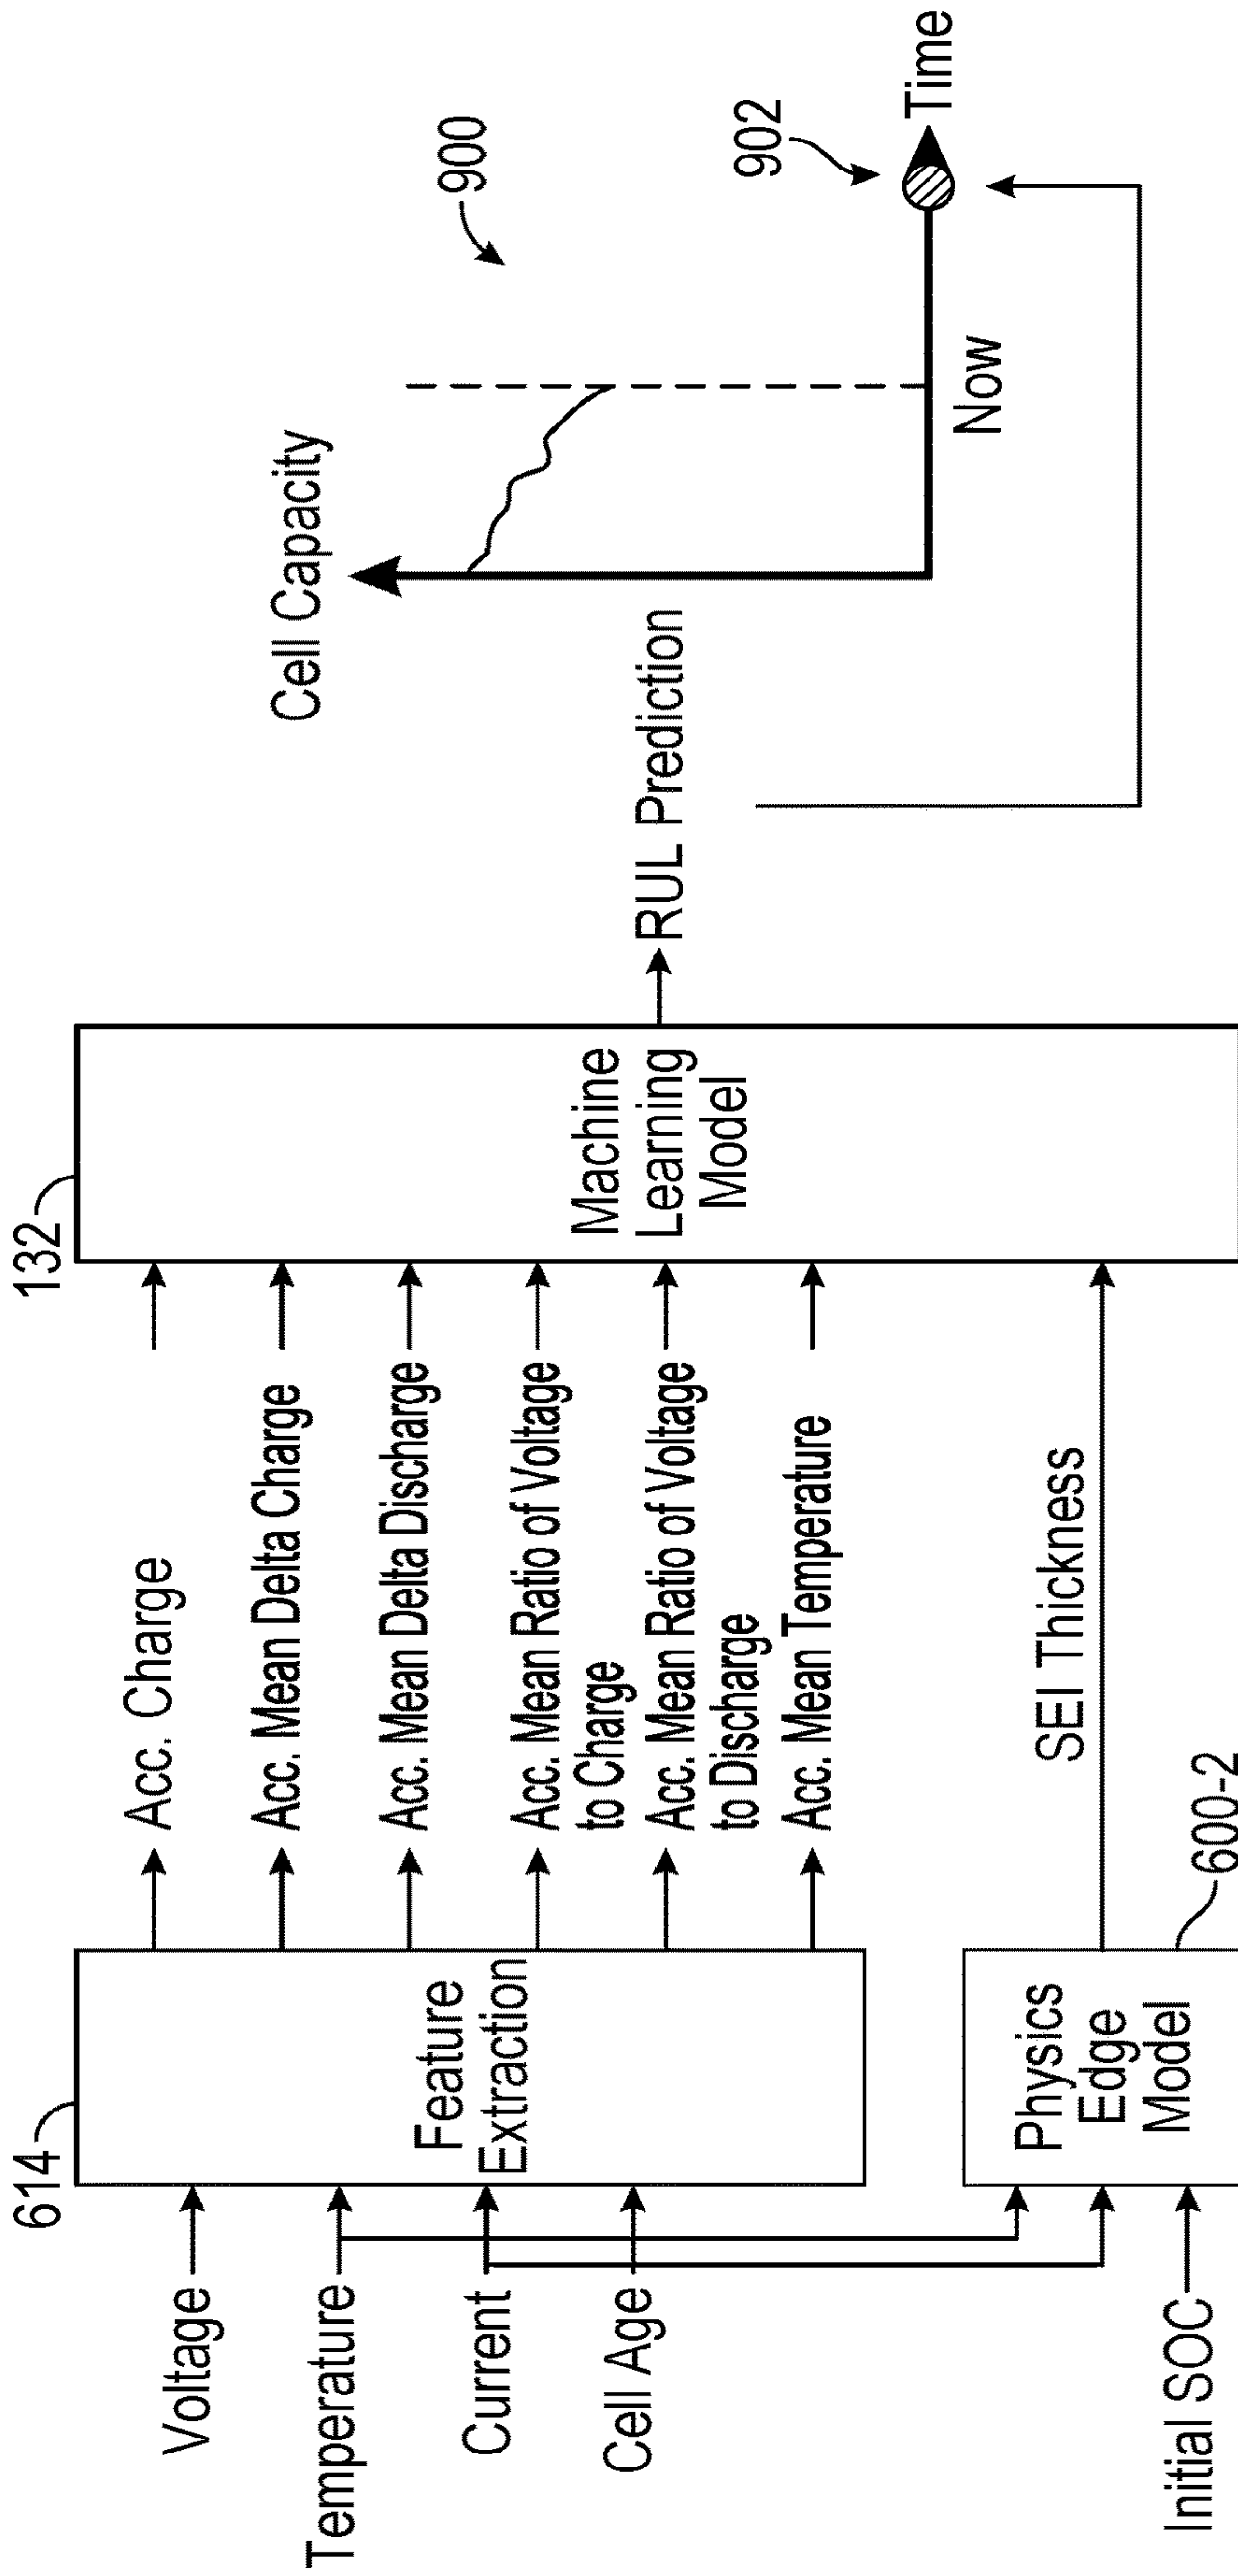 614
Voltage
Temperature
Current
Cell Age
Initial SOC
Feature
Extraction
Physics
Edge
Model
600-2
Acc. Charge
Acc. Mean Delta Charge
Acc. Mean Delta Discharge
Acc. Mean Ratio of Voltage
to Charge
Acc. Mean Ratio of Voltage
to Discharge
Acc. Mean Temperature
SEI Thickness
132
Machine
Learning
Model
RUL Prediction
Cell Capacity
900
902
Now
Time